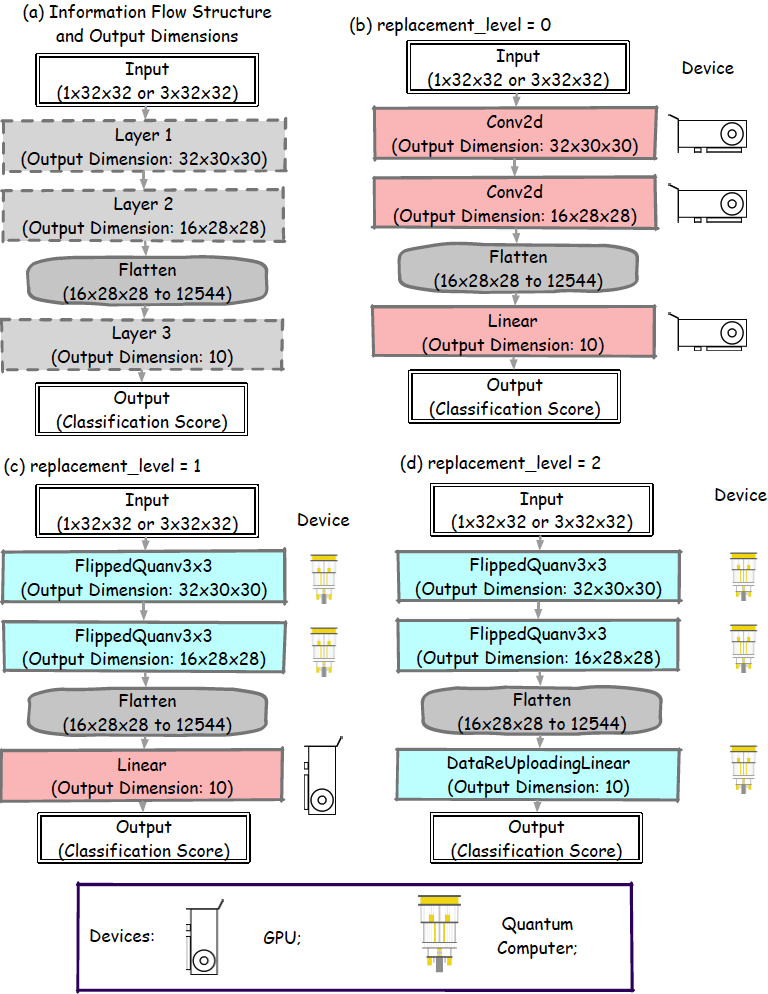 (a) Information Flow Structure
and Output Dimensions
Input
(1x32x32 or 3x32x32)
Layer 1
(Output Dimension: 32x30x30)
Layer 2
(Output Dimension: 16x28x28)
Flatten
(16x28x28 to 12544)
Layer 3
(Output Dimension: 10)
Output
(Classification Score)
(b) replacement_level = 0
Input
(1x32x32 or 3x32x32)
Device
Conv2d
(Output Dimension: 32x30x30)
Conv2d
(Output Dimension: 16x28x28)
Flatten
(16x28x28 to 12544)
Linear
(Output Dimension: 10)
Output
(Classification Score)
(c) replacement_level = 1
Input
(1x32x32 or 3x32x32)
Device
FlippedQuanv3x3
(Output Dimension: 32x30x30)
FlippedQuanv3x3
(Output Dimension: 16x28x28)
Flatten
(16x28x28 to 12544)
Linear
(Output Dimension: 10)
Output
(Classification Score)
(d) replacement_level = 2
Input
(1x32x32 or 3x32x32)
Device
FlippedQuanv3x3
(Output Dimension: 32x30x30)
FlippedQuanv3x3
(Output Dimension: 16x28x28)
Flatten
(16x28x28 to 12544)
DataReUploadingLinear
(Output Dimension: 10)
Output
(Classification Score)
Devices:
GPU;
Quantum
Computer;